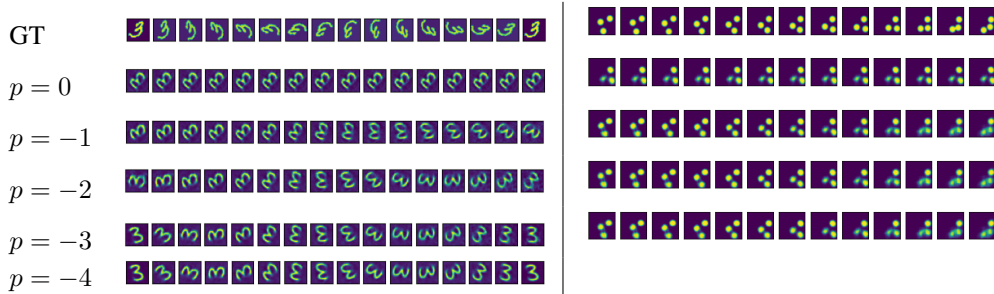 GT
p = 0
p = −1
p = −2
p = −3
p = −4